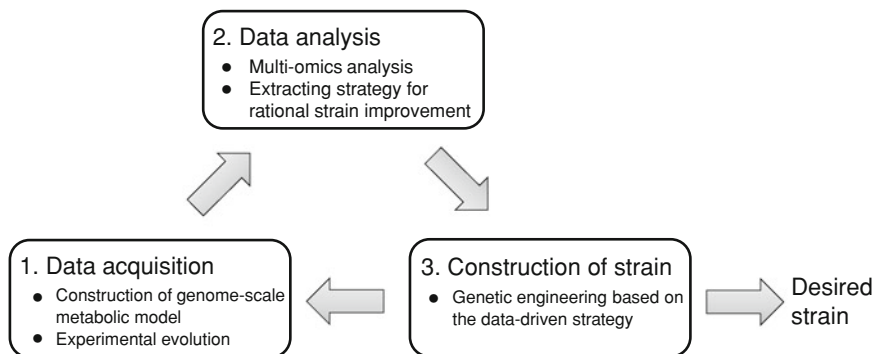 2. Data analysis
● Multi-omics analysis
● Extracting strategy for
rational strain improvement
1. Data acquisition
● Construction of genome-scale
metabolic model
● Experimental evolution
3. Construction of strain
● Genetic engineering based on
the data-driven strategy
Desired
strain